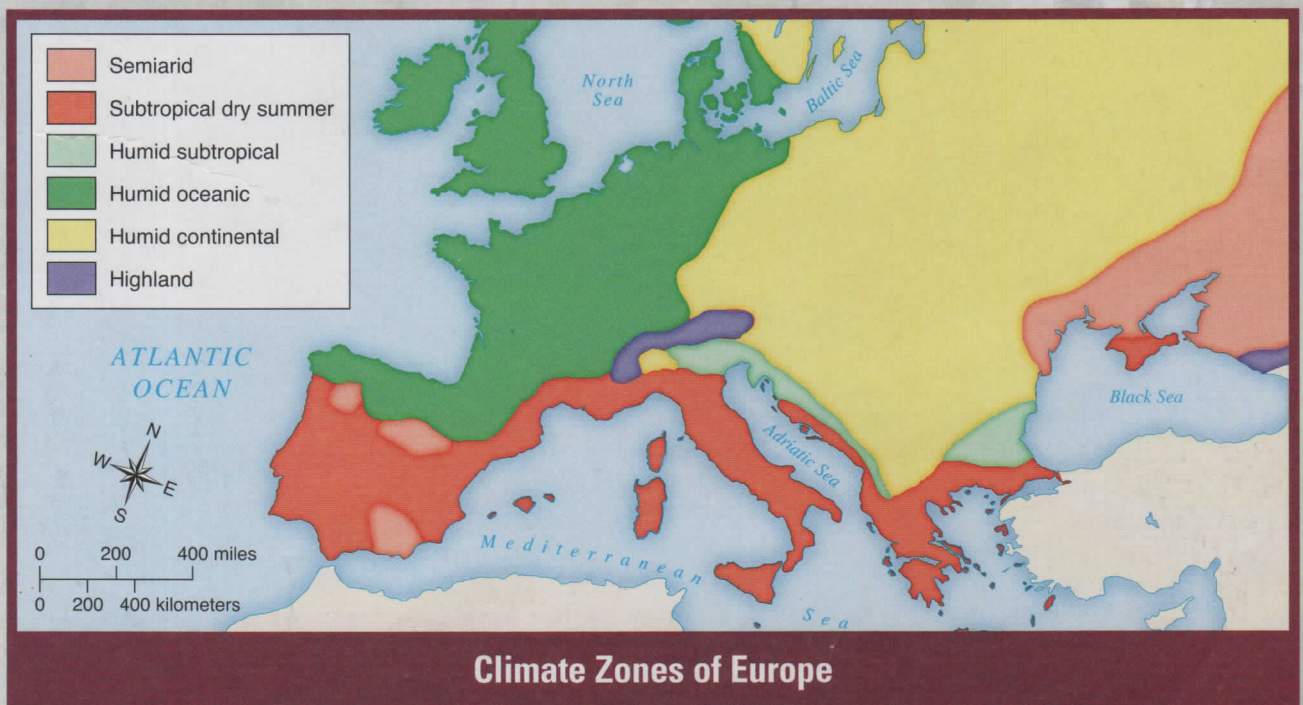 Semiarid
Subtropical dry summer
Humid subtropical
Humid oceanic
Humid continental
Highland
North
Sea
Baltic Sea
ATLANTIC
OCEAN
Black Sea
Adriatic Sea
N
W
E
S
Mediterranean
Sea
0 200 400 miles
0 200 400 kilometers
Climate Zones of Europe